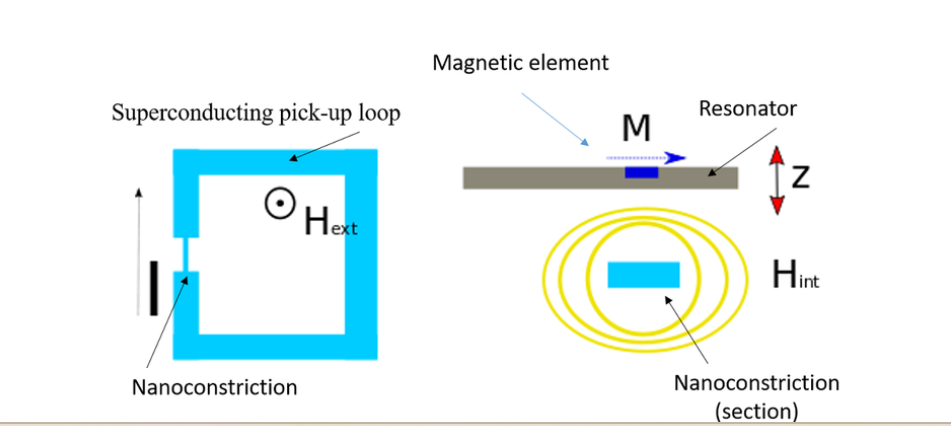 Magnetic element
Superconducting pick-up loop
Resonator
M
Z
Hext
Hint
I
Nanoconstriction
Nanoconstriction
(section)